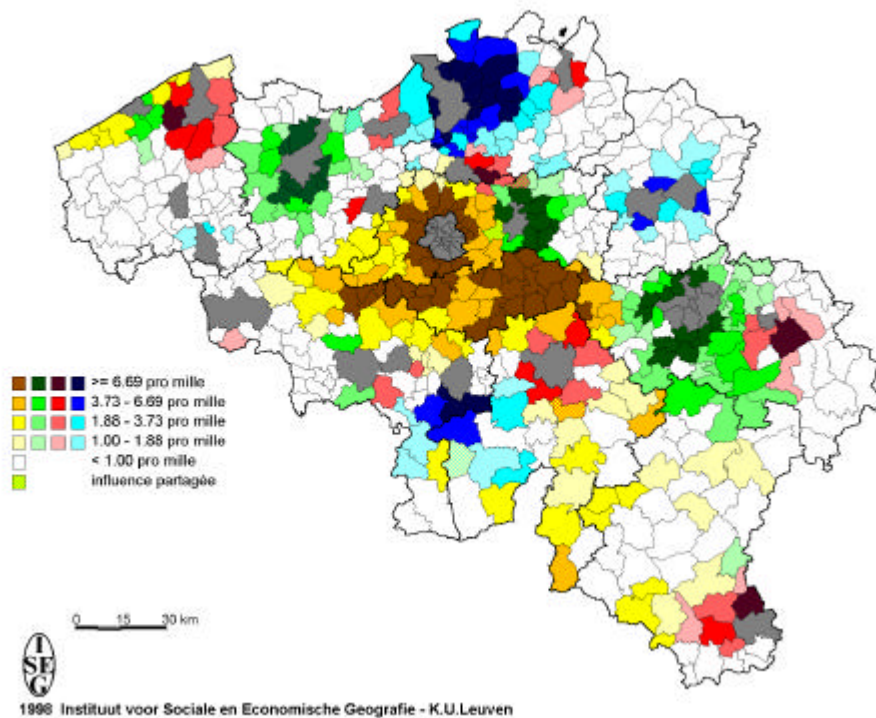 >= 6.69 pro mille
3.73 - 6.69 pro mille
1.88 - 3.73 pro mille
1.00 - 1.88 pro mille
< 1.00 pro mille
influence partagée
0 15 30 km
I
SE
G
1998 Instituut voor Sociale en Economische Geografie - K.U.Leuven